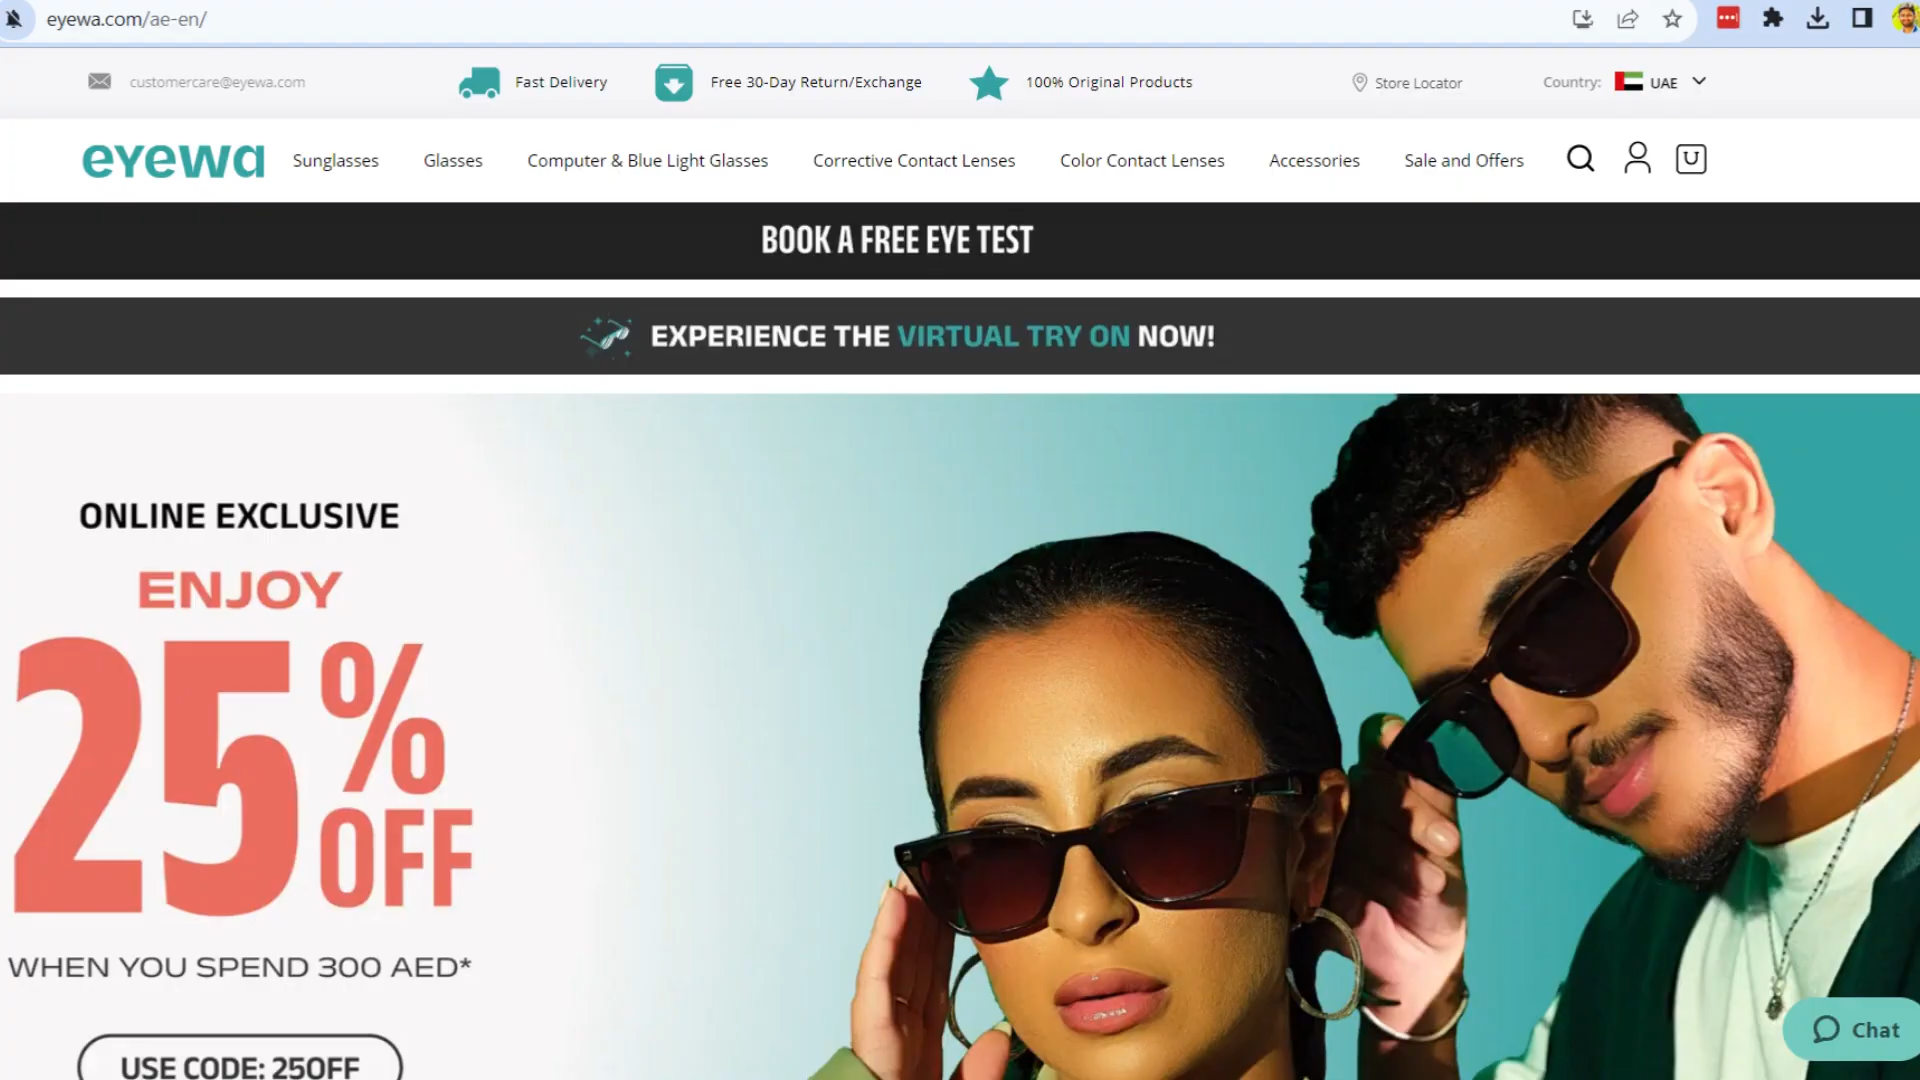 eyewa.com/ae-en/
customercare@eyewa.com
Fast Delivery
Free 30-Day Return/Exchange
100% Original Products
Store Locator
Country: UAE
eyewa
Sunglasses
Glasses
Computer & Blue Light Glasses
Corrective Contact Lenses
Color Contact Lenses
Accessories
Sale and Offers
BOOK A FREE EYE TEST
EXPERIENCE THE VIRTUAL TRY ON NOW!
ONLINE EXCLUSIVE
ENJOY
25%
OFF
WHEN YOU SPEND 300 AED*
USE CODE: 25OFF
Chat